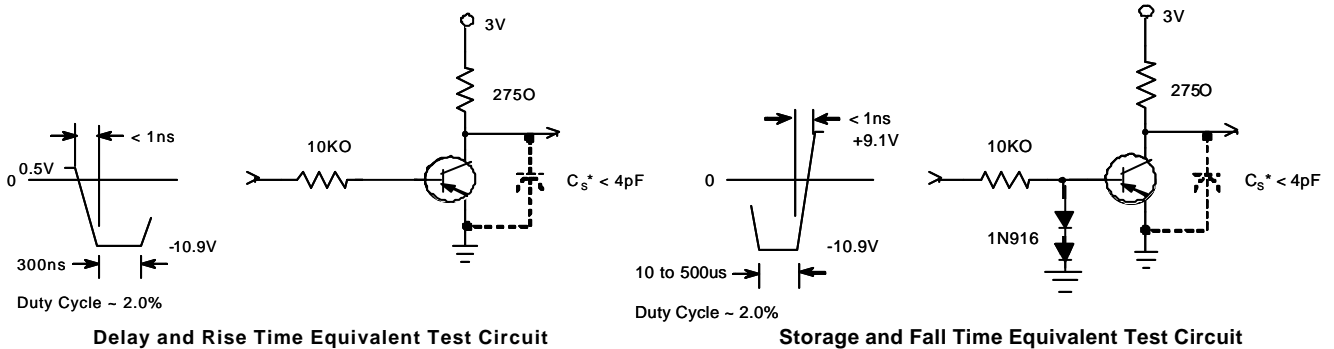 3V
275O
< 1ns
10KO
0
0.5V
Cs* < 4pF
-10.9V
300ns
Duty Cycle ~ 2.0%
Delay and Rise Time Equivalent Test Circuit
3V
275O
< 1ns
+9.1V
10KO
0
Cs* < 4pF
1N916
-10.9V
10 to 500us
Duty Cycle ~ 2.0%
Storage and Fall Time Equivalent Test Circuit